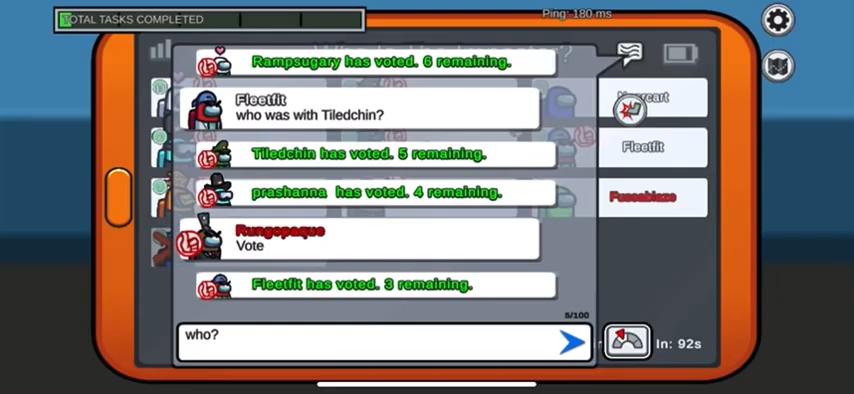 TOTAL TASKS COMPLETED
Ping: 180 ms
Rampsugary has voted. 6 remaining.
Fleetfit
who was with Tiledchin?
Tiledchin has voted. 5 remaining.
prashanna has voted. 4 remaining.
Rungopaque
Vote
Fleetfit has voted. 3 remaining.
5/100
who?
Fleetfit
Fuseablaze
In: 92s